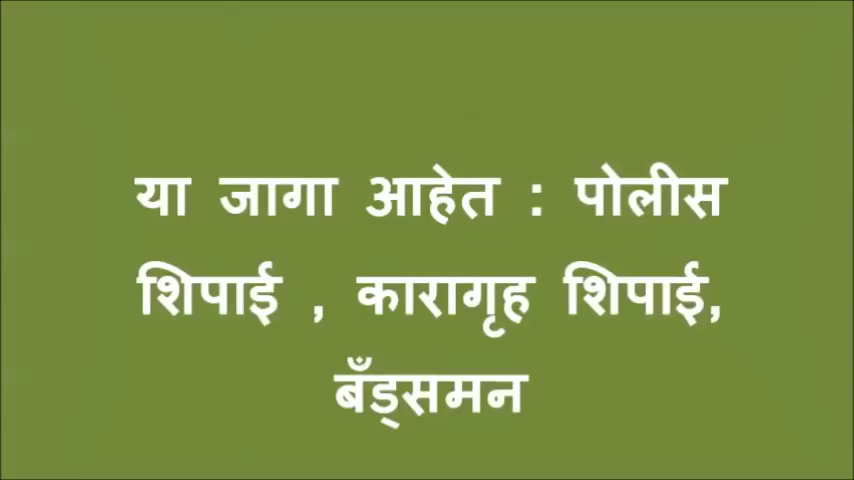 या जागा आहेत : पोलीस
शिपाई , कारागृह शिपाई,
बँड्समन